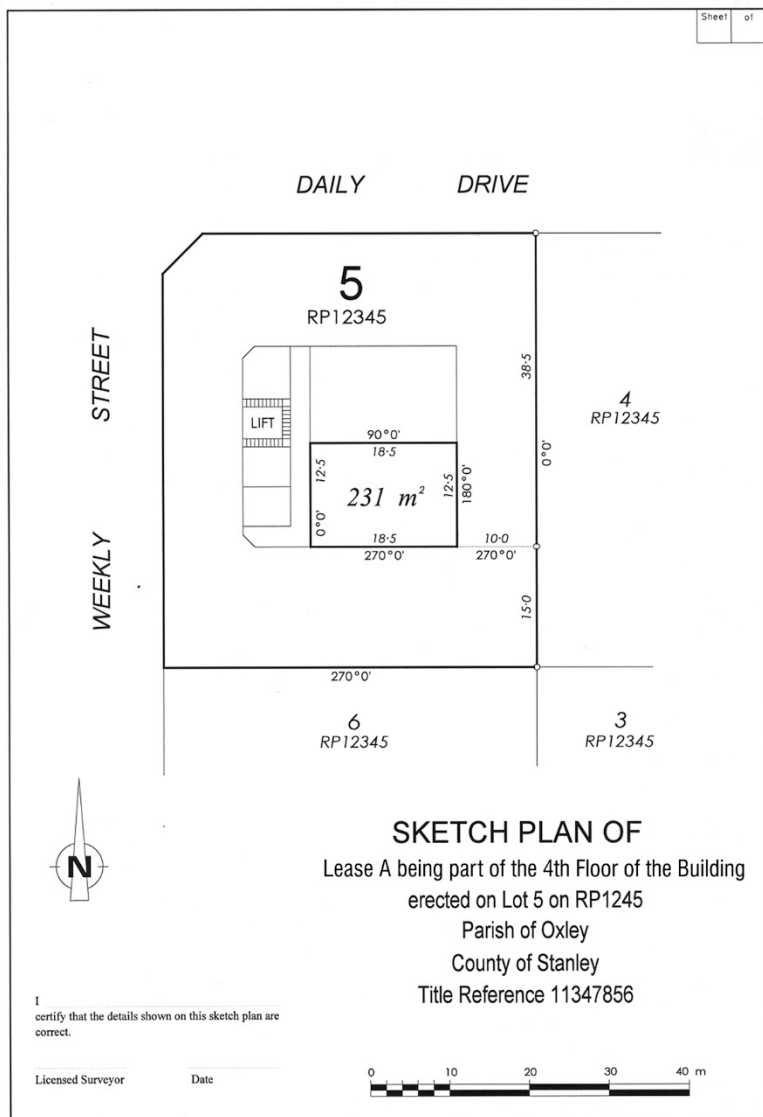 Sheet of
DAILY DRIVE
5
RP12345
WEEKLY STREET
38·5
4
RP12345
0°0'
LIFT
90°0'
18·5
12·5
231 m²
12·5
180°0'
0°0'
18·5
270°0'
10·0
270°0'
15·0
270°0'
6
RP12345
3
RP12345
N
SKETCH PLAN OF
Lease A being part of the 4th Floor of the Building
erected on Lot 5 on RP1245
Parish of Oxley
County of Stanley
Title Reference 11347856
I
certify that the details shown on this sketch plan are
correct.
Licensed Surveyor Date
0 10 20 30 40 m